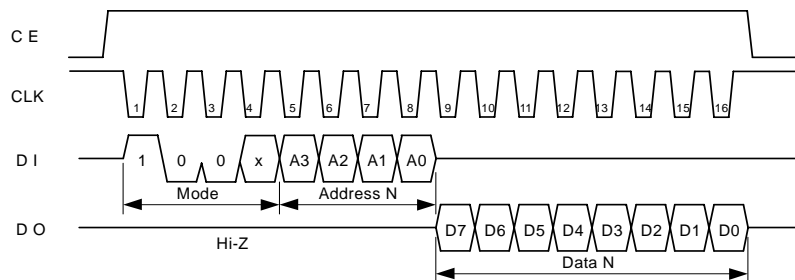 C E
CLK
1 2 3 4 5 6 7 8 9 10 11 12 13 14 15 16
D I
1 0 0 x A3 A2 A1 A0
Mode Address N
D O
Hi-Z
D7 D6 D5 D4 D3 D2 D1 D0
Data N